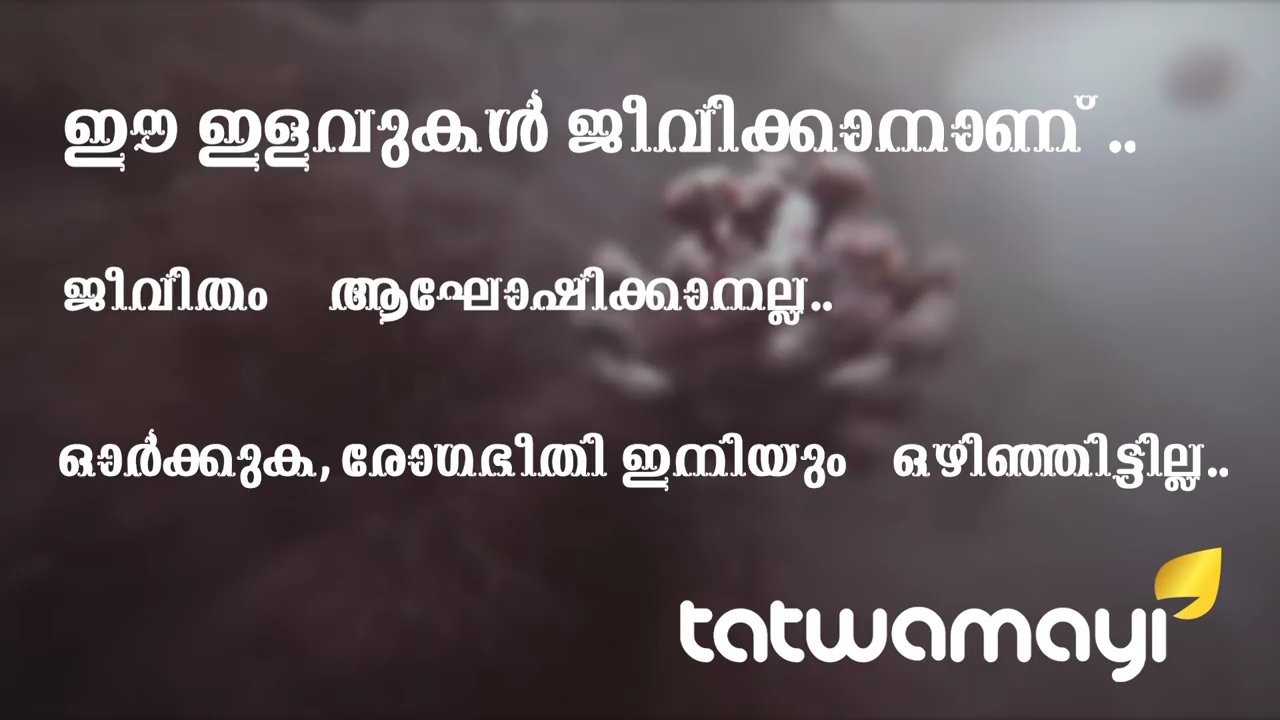 ഈ ഇളവുകൾ ജീവിക്കാനാണ് ..
ജീവിതം ആഘോഷിക്കാനല്ല..
ഓർക്കുക, രോഗഭീതി ഇനിയും ഒഴിഞ്ഞിട്ടില്ല..
tatwamayi